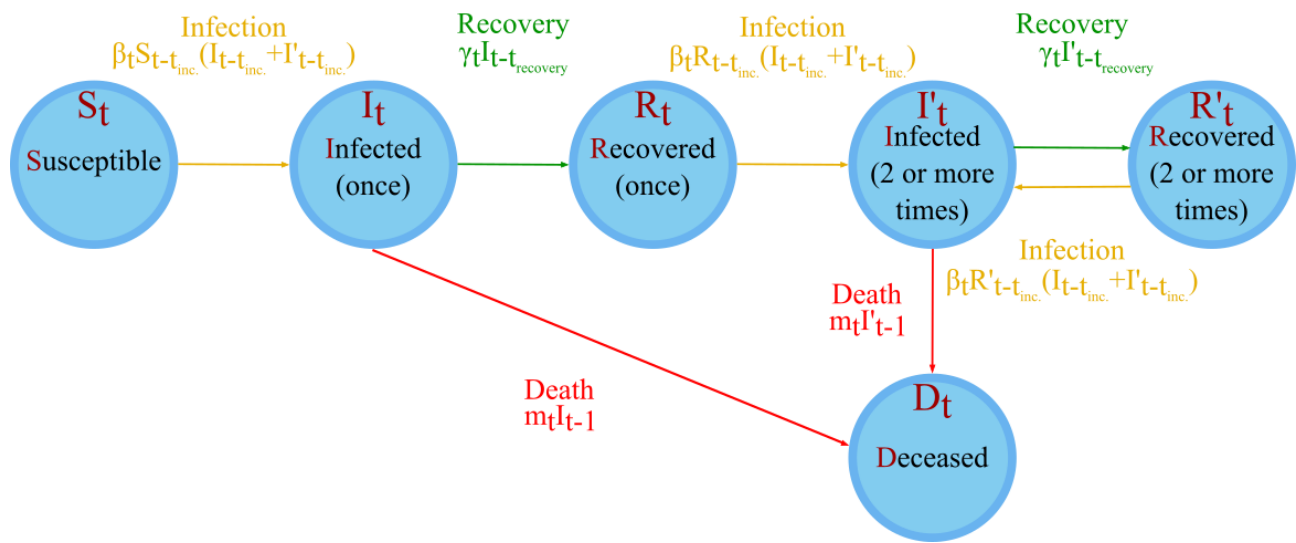 Infection
βtSt-tinc.(It-tinc.+I't-tinc.)
Recovery
γtIt-trecovery
Infection
βtRt-tinc.(It-tinc.+I't-tinc.)
Recovery
γtI't-trecovery
St
Susceptible
It
Infected
(once)
Rt
Recovered
(once)
I't
Infected
(2 or more
times)
R't
Recovered
(2 or more
times)
Infection
βtR't-tinc.(It-tinc.+I't-tinc.)
Death
mtI't-1
Death
mtIt-1
Dt
Deceased